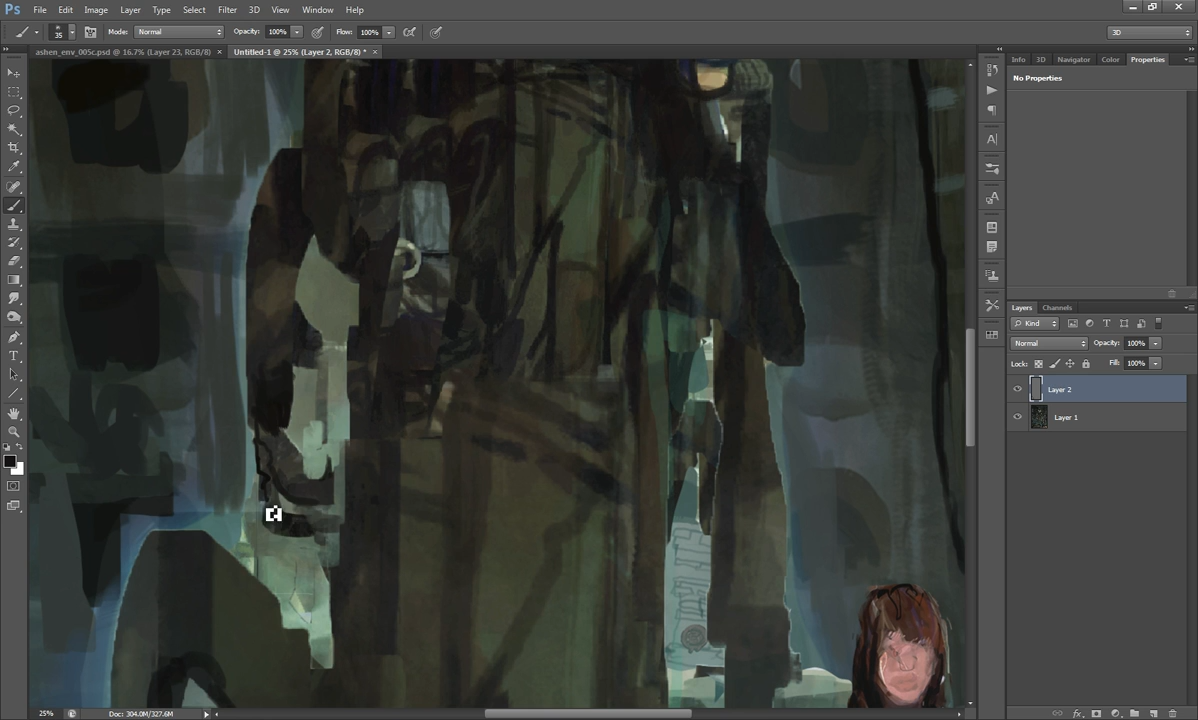 Ps File Edit Image Layer Type Select Filter 3D View Window Help
35 Mode: Normal Opacity: 100% Flow: 100% 3D
ashen_env_005c.psd @ 16.7% (Layer 23, RGB/8) × Untitled-1 @ 25% (Layer 2, RGB/8) * ×
Info 3D Navigator Color Properties
No Properties
Layers Channels
Kind
Normal Opacity: 100%
Lock: Fill: 100%
Layer 2
Layer 1
25% Doc: 304.0M/327.6M